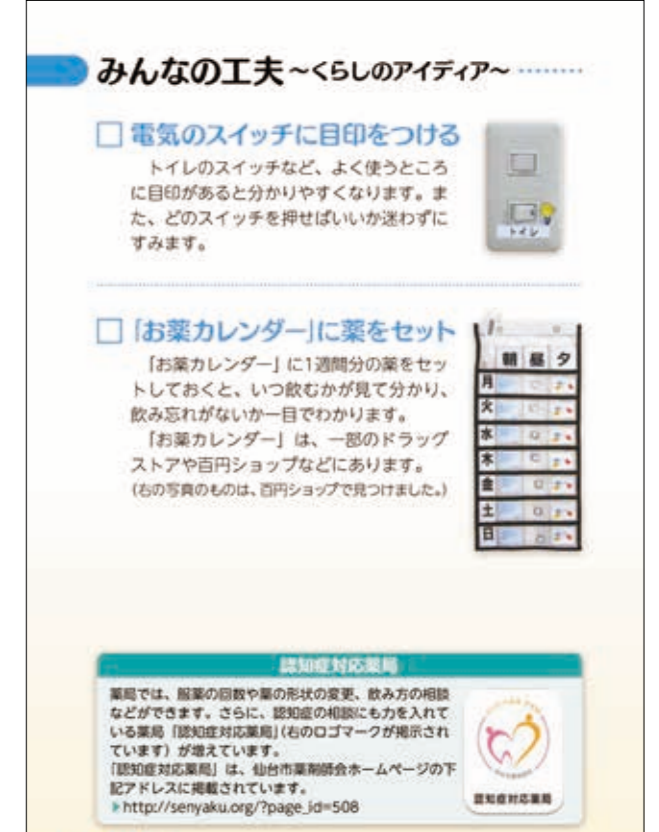 みんなの工夫 ~くらしのアイディア~
□ 電気のスイッチに目印をつける
トイレのスイッチなど、よく使うところ
に目印があると分かりやすくなります。ま
た、どのスイッチを押せばいいか迷わずに
すみます。
トイレ
□ 「お薬カレンダー」に薬をセット
「お薬カレンダー」に1週間分の薬をセッ
トしておくと、いつ飲むかが見て分かり、
飲み忘れがないか一目でわかります。
「お薬カレンダー」は、一部のドラッグ
ストアや百円ショップなどにあります。
(右の写真のものは、百円ショップで見つけました。)
朝 昼 夕
月
火
水
木
金
土
日
認知症対応薬局
薬局では、服薬の回数や薬の形状の変更、飲み方の相談
などができます。さらに、認知症の相談にも力を入れて
いる薬局「認知症対応薬局」(右のロゴマークが掲示され
ています)が増えています。
「認知症対応薬局」は、仙台市薬剤師会ホームページの下
記アドレスに掲載されています。
http://senyaku.org/?page_id=508
認知症対応薬局